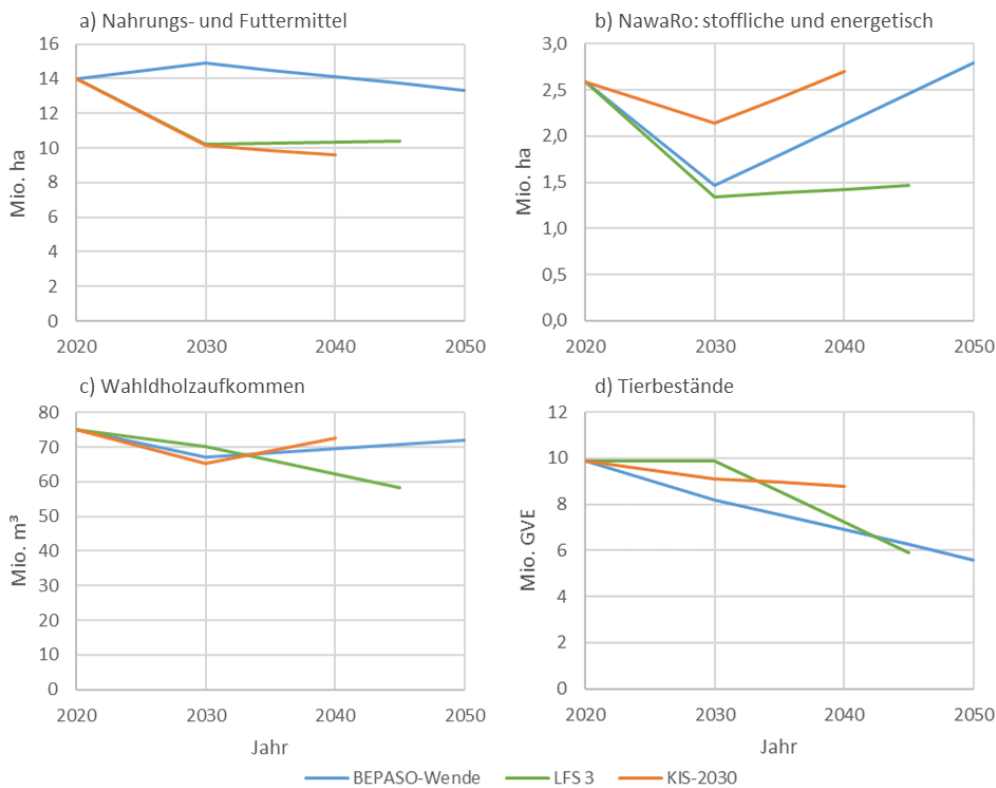 a) Nahrungs- und Futtermittel
16
14
12
10
8
6
4
2
0
Mio. ha
2020 2030 2040 2050
b) NawaRo: stoffliche und energetisch
3,0
2,5
2,0
1,5
1,0
0,5
0,0
Mio. ha
2020 2030 2040 2050
c) Wahldholzaufkommen
80
70
60
50
40
30
20
10
0
Mio. m³
2020 2030 2040 2050
Jahr
d) Tierbestände
12
10
8
6
4
2
0
Mio. GVE
2020 2030 2040 2050
Jahr
BEPASO-Wende LFS 3 KIS-2030